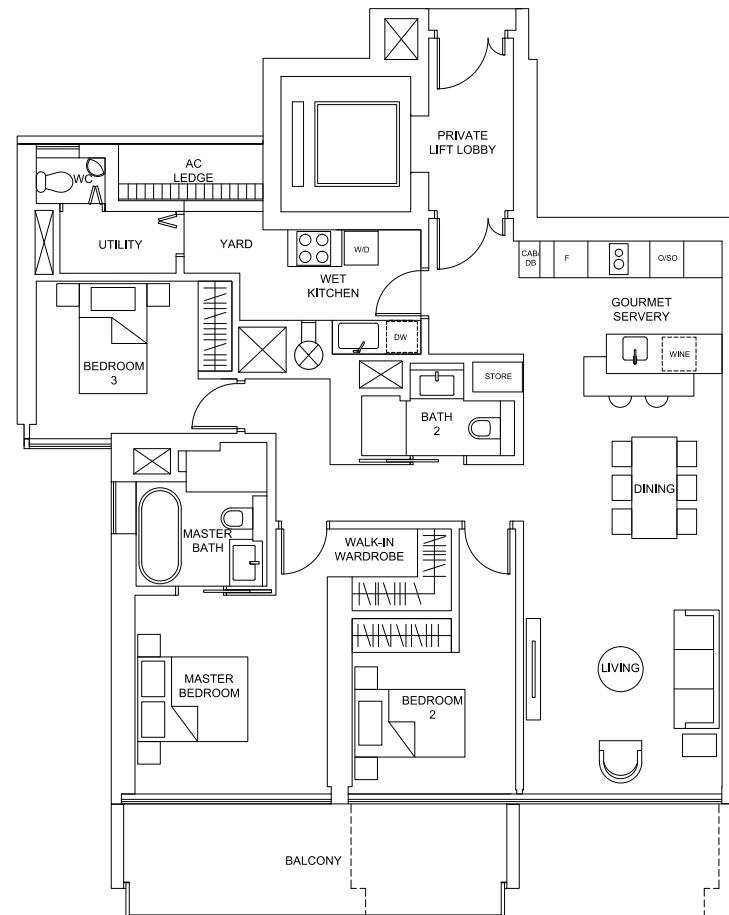 PRIVATE
LIFT LOBBY
AC
LEDGE
WC
UTILITY
YARD
W/D
WET
KITCHEN
CAB/
DB
F
O/SO
GOURMET
SERVERY
WINE
DW
BEDROOM
3
STORE
BATH
2
DINING
MASTER
BATH
WALK-IN
WARDROBE
LIVING
MASTER
BEDROOM
BEDROOM
2
BALCONY